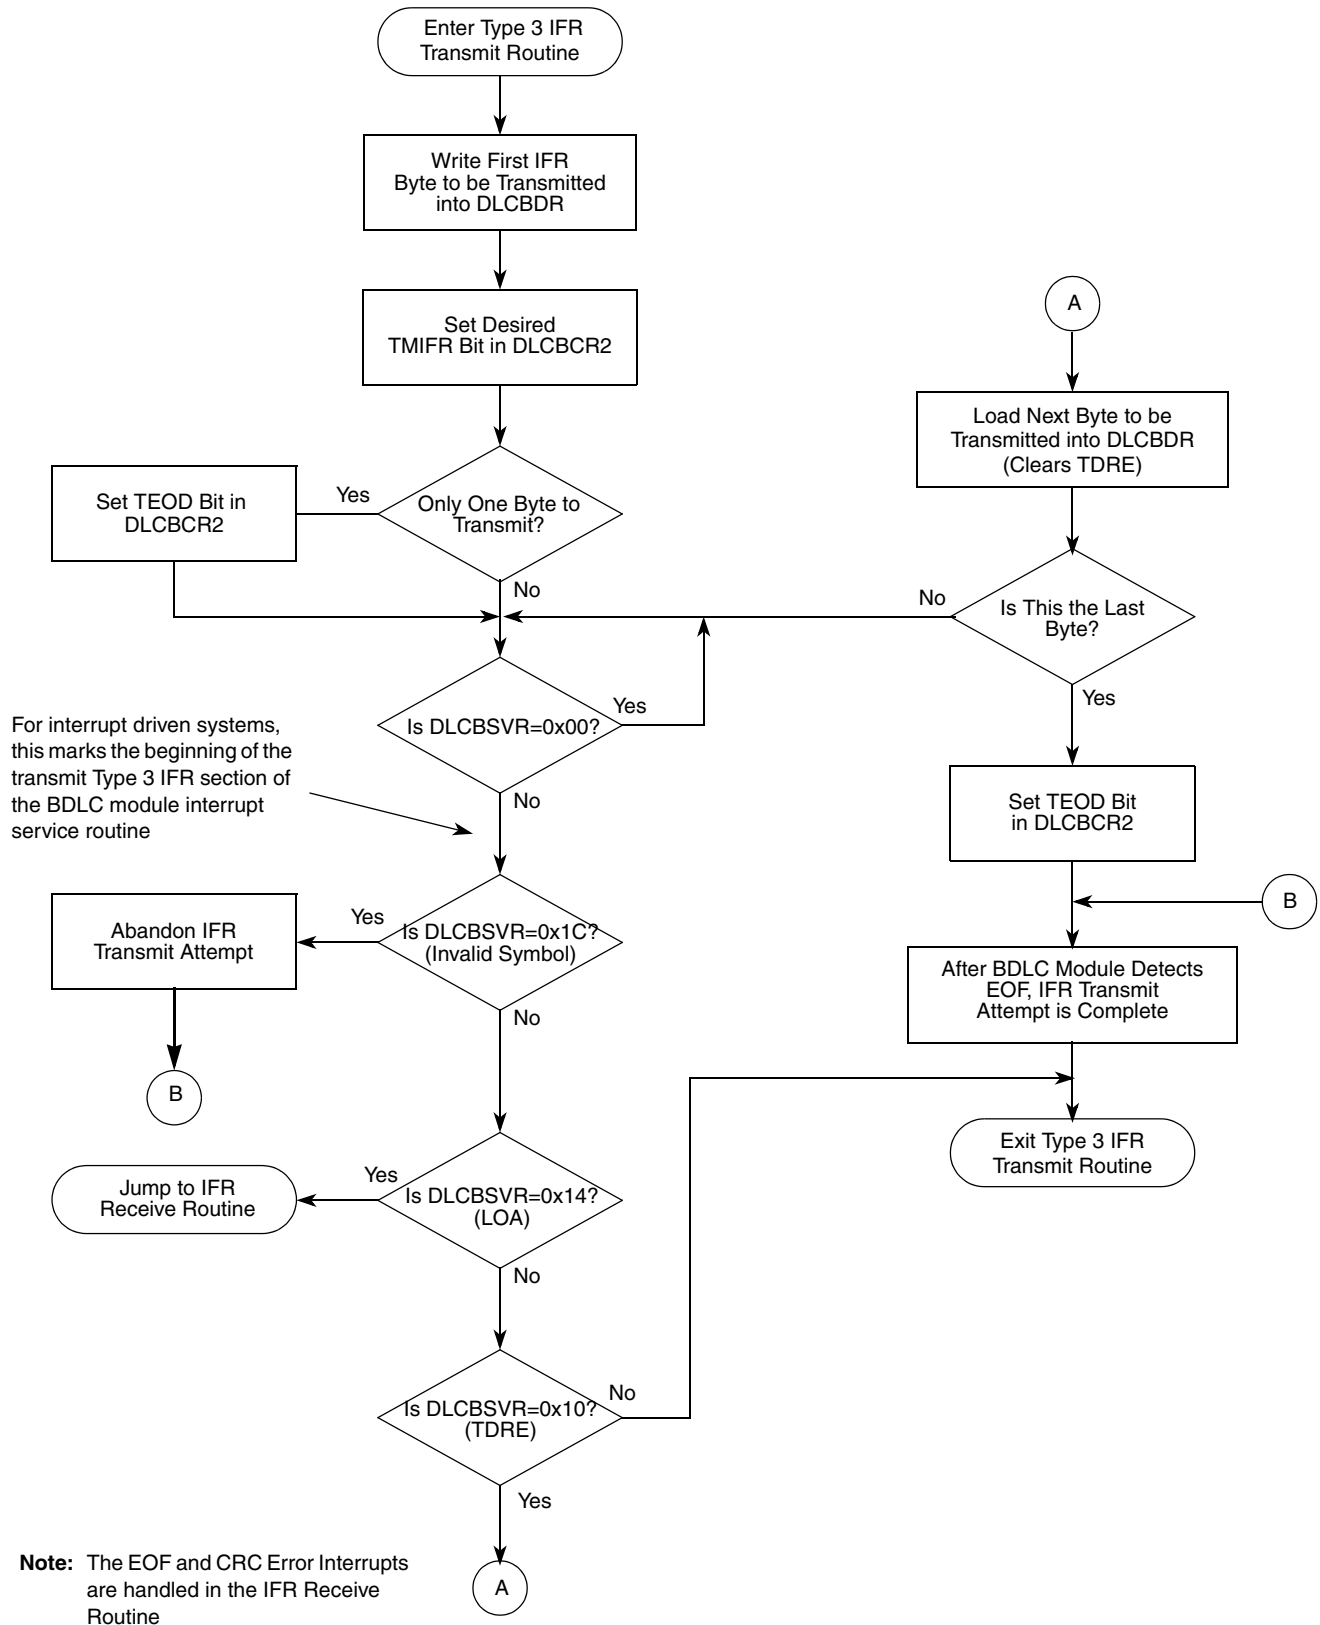 Enter Type 3 IFR
Transmit Routine
Write First IFR
Byte to be Transmitted
into DLCBDR
Set Desired
TMIFR Bit in DLCBCR2
Only One Byte to
Transmit?
Yes
Set TEOD Bit in
DLCBCR2
No
Is DLCBSVR=0x00?
Yes
For interrupt driven systems,
this marks the beginning of the
transmit Type 3 IFR section of
the BDLC module interrupt
service routine
No
Is DLCBSVR=0x1C?
(Invalid Symbol)
Yes
Abandon IFR
Transmit Attempt
B
No
Is DLCBSVR=0x14?
(LOA)
Yes
Jump to IFR
Receive Routine
No
Is DLCBSVR=0x10?
(TDRE)
No
Yes
A
A
Load Next Byte to be
Transmitted into DLCBDR
(Clears TDRE)
Is This the Last
Byte?
No
Yes
Set TEOD Bit
in DLCBCR2
B
After BDLC Module Detects
EOF, IFR Transmit
Attempt is Complete
Exit Type 3 IFR
Transmit Routine
Note: The EOF and CRC Error Interrupts
are handled in the IFR Receive
Routine